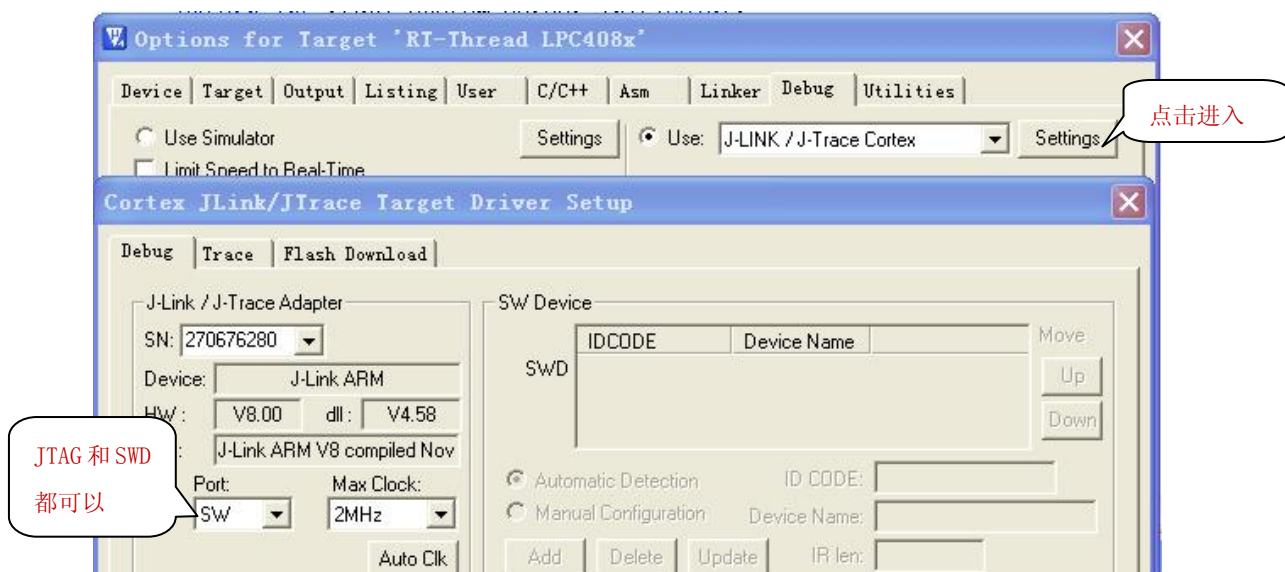 Options for Target 'RT-Thread LPC408x'
Device Target Output Listing User C/C++ Asm Linker Debug Utilities
点击进入
Use Simulator Settings Use: J-LINK / J-Trace Cortex Settings
Limit Speed to Real-Time
Cortex JLink/JTrace Target Driver Setup
Debug Trace Flash Download
J-Link / J-Trace Adapter
SN: 270676280
Device: J-Link ARM
HW : V8.00 dll : V4.58
J-Link ARM V8 compiled Nov
JTAG 和 SWD
都可以
Port: Max Clock:
SW 2MHz
Auto Clk
SW Device
IDCODE Device Name Move
SWD Up
Down
Automatic Detection ID CODE:
Manual Configuration Device Name:
Add Delete Update IR len: